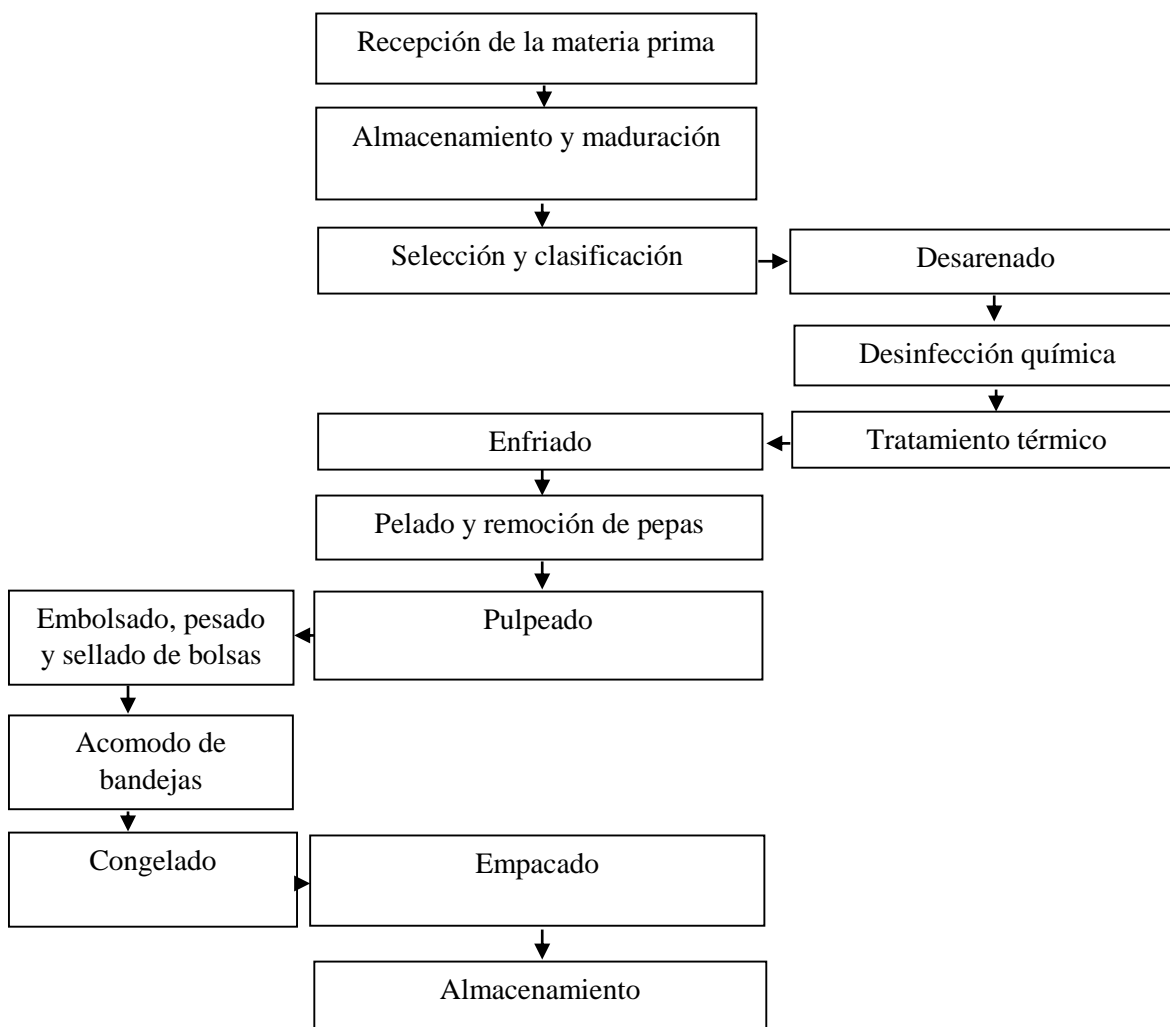 Recepción de la materia prima
Almacenamiento y maduración
Selección y clasificación
Desarenado
Desinfección química
Tratamiento térmico
Enfriado
Pelado y remoción de pepas
Pulpeado
Embolsado, pesado
y sellado de bolsas
Acomodo de
bandejas
Congelado
Empacado
Almacenamiento